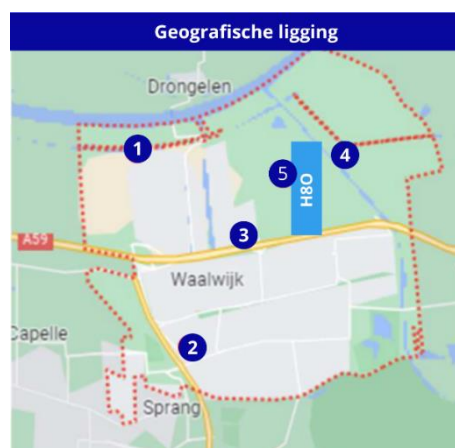 Geografische ligging
Drongelen
1
4
5
H8O
3
A59
Waalwijk
Capelle
2
Sprang